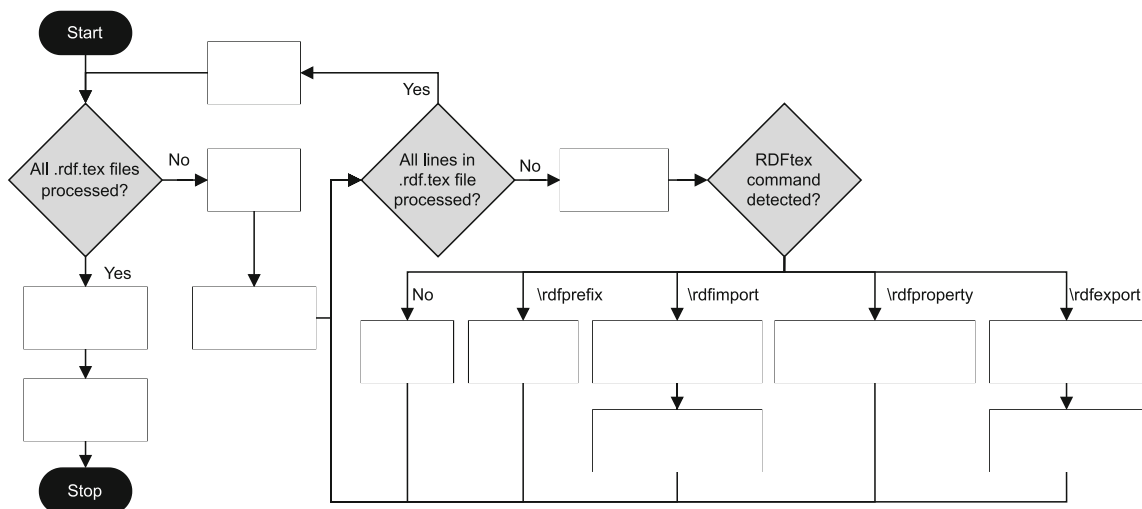 Start
Yes
All .rdf.tex files
processed?
No
All lines in
.rdf.tex file
processed?
No
RDFtex
command
detected?
Yes
No
\rdfprefix
\rdfimport
\rdfproperty
\rdfexport
Stop